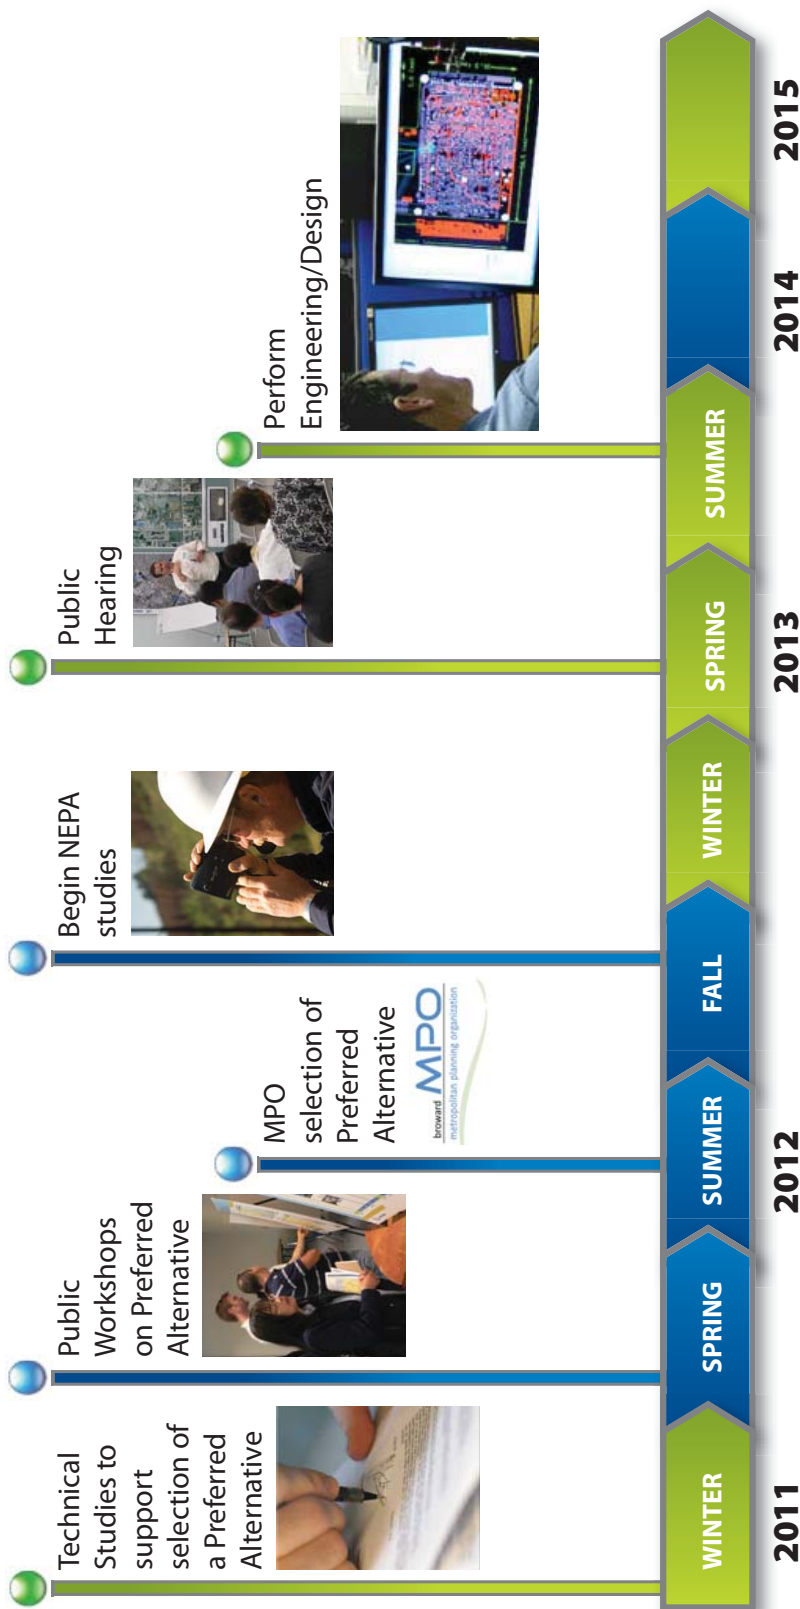 Technical
Studies to
support
selection of
a Preferred
Alternative
Public
Workshops
on Preferred
Alternative
MPO
selection of
Preferred
Alternative
broward
MPO
metropolitan planning organization
Begin NEPA
studies
Public
Hearing
Perform
Engineering/Design
WINTER
SPRING
SUMMER
FALL
WINTER
SPRING
SUMMER
2011
2012
2013
2014
2015